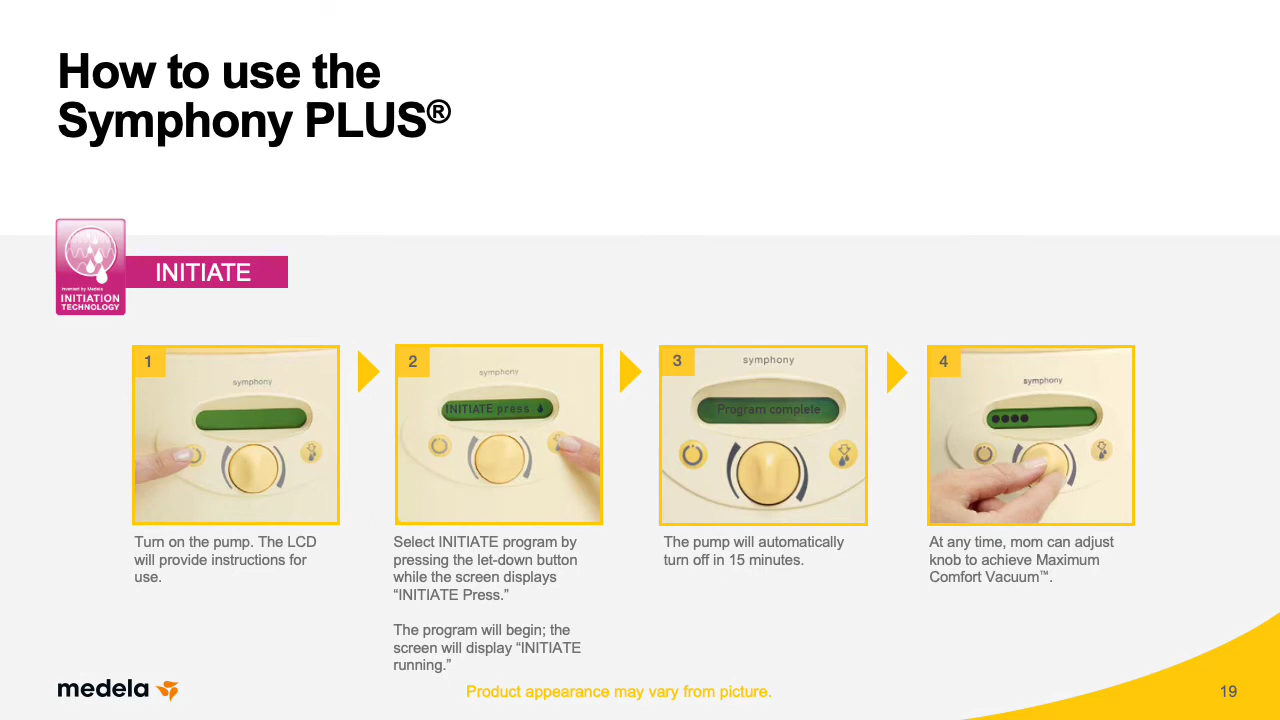 How to use the
Symphony PLUS®
Invented by Medela
INITIATION
TECHNOLOGY
INITIATE
1
symphony
2
symphony
INITIATE press
3
symphony
Program complete
4
symphony
Turn on the pump. The LCD
will provide instructions for
use.
Select INITIATE program by
pressing the let-down button
while the screen displays
“INITIATE Press.”
The program will begin; the
screen will display “INITIATE
running.”
The pump will automatically
turn off in 15 minutes.
At any time, mom can adjust
knob to achieve Maximum
Comfort Vacuum™.
medela
Product appearance may vary from picture.
19